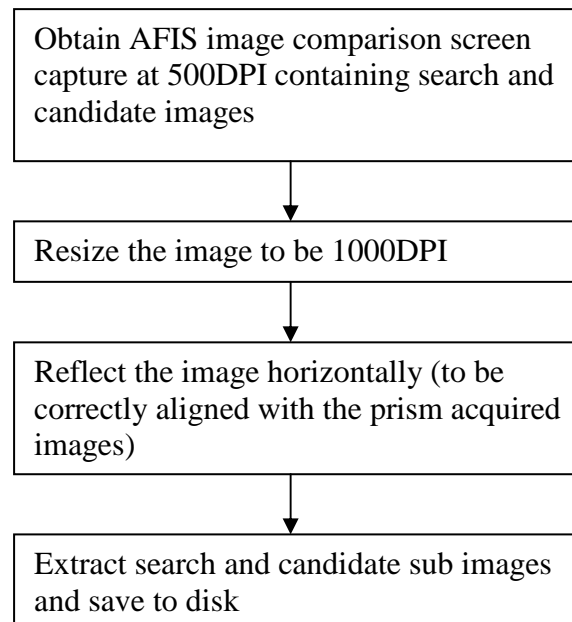 Obtain AFIS image comparison screen
capture at 500DPI containing search and
candidate images
Resize the image to be 1000DPI
Reflect the image horizontally (to be
correctly aligned with the prism acquired
images)
Extract search and candidate sub images
and save to disk